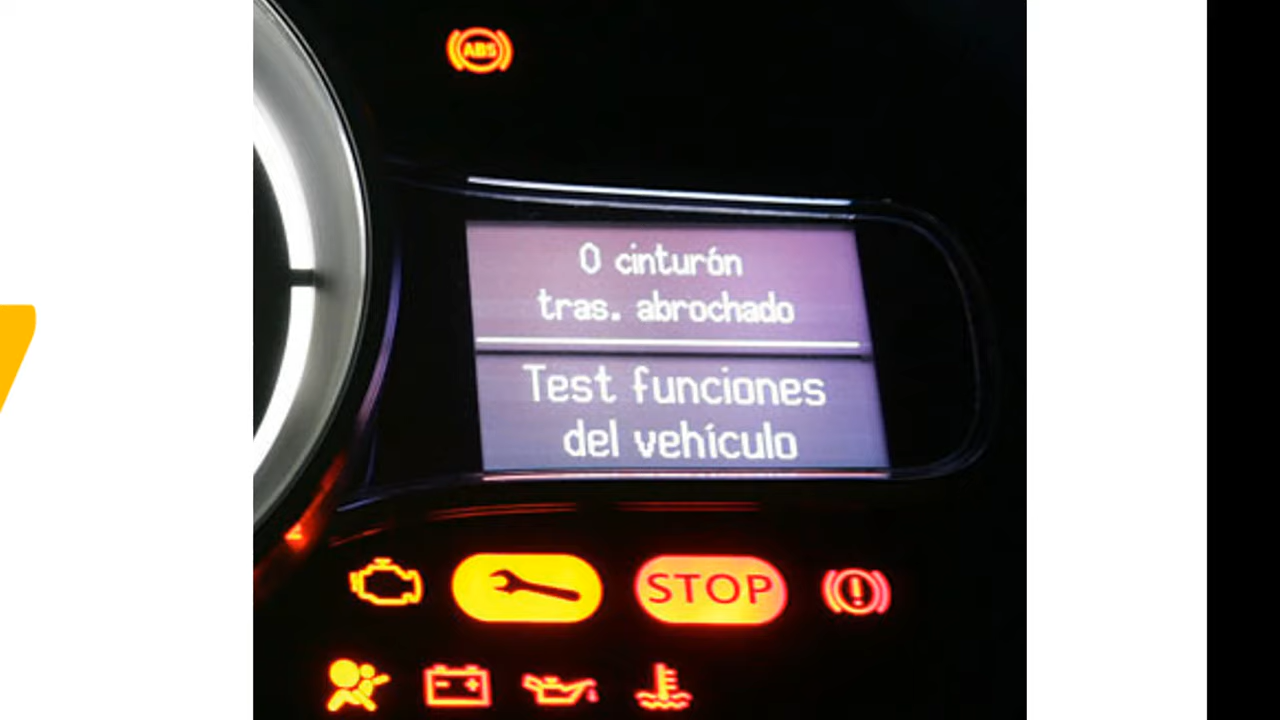 ABS
0 cinturón
tras. abrochado
Test funciones
del vehículo
STOP